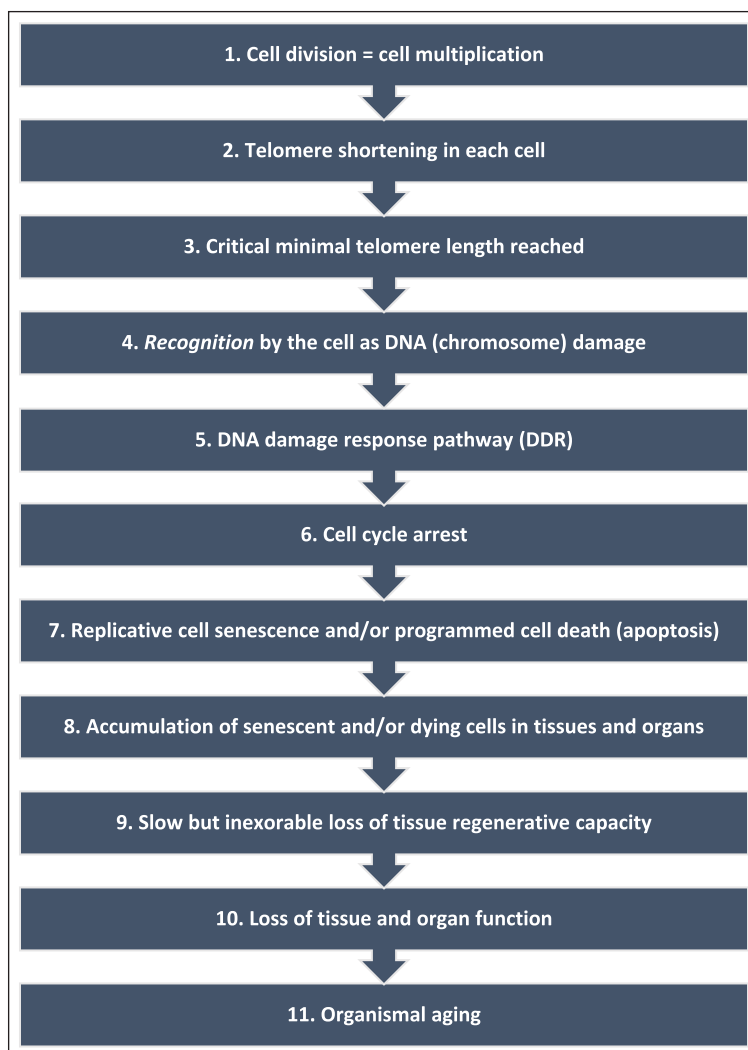 1. Cell division = cell multiplication
2. Telomere shortening in each cell
3. Critical minimal telomere length reached
4. Recognition by the cell as DNA (chromosome) damage
5. DNA damage response pathway (DDR)
6. Cell cycle arrest
7. Replicative cell senescence and/or programmed cell death (apoptosis)
8. Accumulation of senescent and/or dying cells in tissues and organs
9. Slow but inexorable loss of tissue regenerative capacity
10. Loss of tissue and organ function
11. Organismal aging